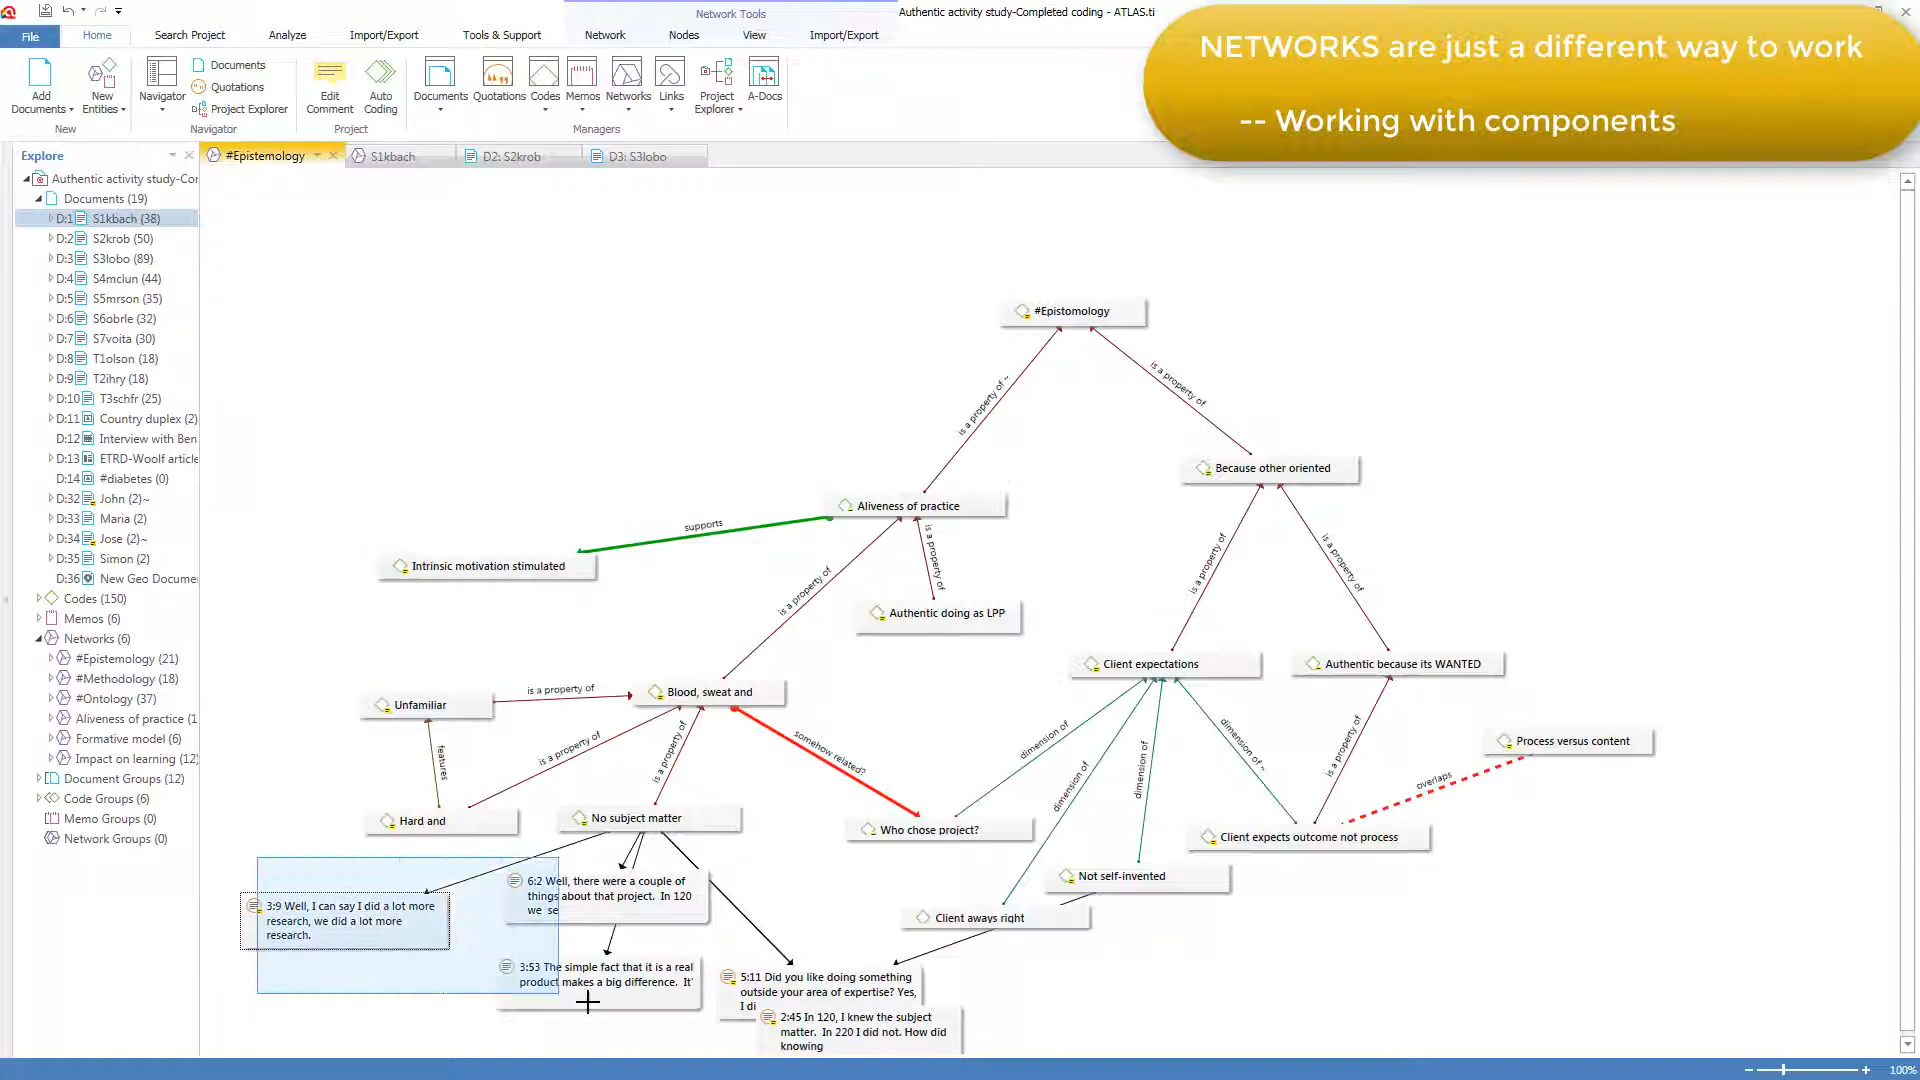 Network Tools
Authentic activity study-Completed coding - ATLAS.ti
File
Home
Search Project
Analyze
Import/Export
Tools & Support
Network
Nodes
View
Import/Export
NETWORKS are just a different way to work
-- Working with components
Add
Documents
New
Entities
New
Navigator
Documents
Quotations
Project Explorer
Navigator
Edit
Comment
Auto
Coding
Project
Documents
Quotations
Codes
Memos
Networks
Links
Project
Explorer
A-Docs
Managers
Explore
#Epistemology
S1kbach
D2: S2krob
D3: S3lobo
Authentic activity study-Cor
Documents (19)
D:1 S1kbach (38)
D:2 S2krob (50)
D:3 S3lobo (89)
D:4 S4mclun (44)
D:5 S5mrson (35)
D:6 S6obrle (32)
D:7 S7voita (30)
D:8 T1olson (18)
D:9 T2ihry (18)
D:10 T3schfr (25)
D:11 Country duplex (2)
D:12 Interview with Ben
D:13 ETRD-Woolf article
D:14 #diabetes (0)
D:32 John (2)~
D:33 Maria (2)
D:34 Jose (2)~
D:35 Simon (2)
D:36 New Geo Docume
Codes (150)
Memos (6)
Networks (6)
#Epistemology (21)
#Methodology (18)
#Ontology (37)
Aliveness of practice (1
Formative model (6)
Impact on learning (12)
Document Groups (12)
Code Groups (6)
Memo Groups (0)
Network Groups (0)
#Epistomology
is a property of ~
is a property of
Because other oriented
Aliveness of practice
supports
Intrinsic motivation stimulated
is a property of
is a property of
Authentic doing as LPP
is a property of
is a property of
Client expectations
Authentic because its WANTED
Unfamiliar
is a property of
Blood, sweat and
features
is a property of
is a property of
somehow related?
dimension of
dimension of
dimension of
dimension of ~
is a property of
Process versus content
overlaps
Hard and
No subject matter
Who chose project?
Client expects outcome not process
Not self-invented
Client aways right
3:9 Well, I can say I did a lot more
research, we did a lot more
research.
6:2 Well, there were a couple of
things about that project. In 120
we se
3:53 The simple fact that it is a real
product makes a big difference. It'
5:11 Did you like doing something
outside your area of expertise? Yes,
I di
2:45 In 120, I knew the subject
matter. In 220 I did not. How did
knowing
100%